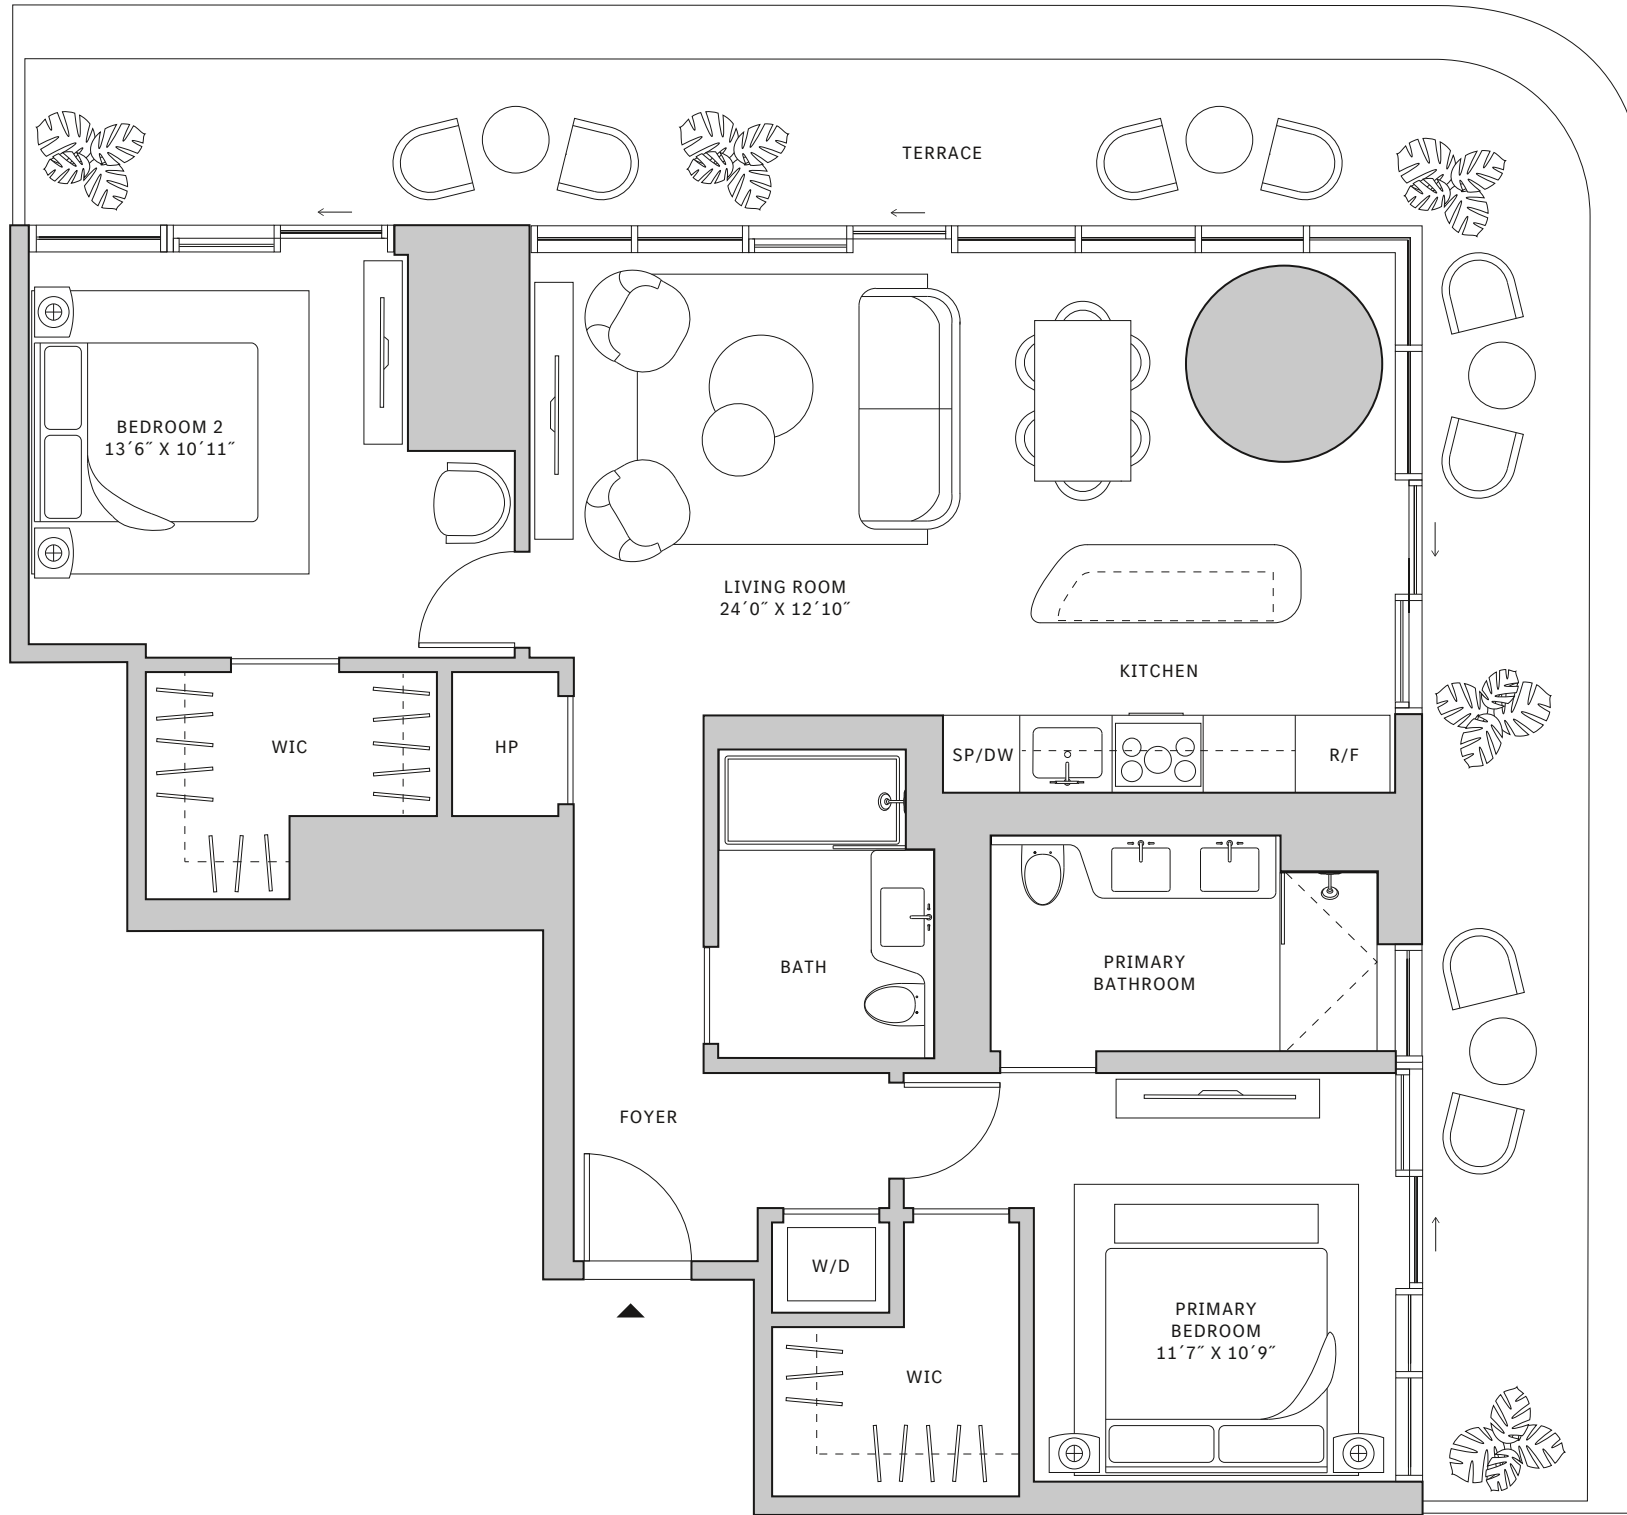 TERRACE
BEDROOM 2
13´6˝ X 10´11˝
LIVING ROOM
24´0˝ X 12´10˝
KITCHEN
WIC
HP
SP/DW
R/F
BATH
PRIMARY
BATHROOM
FOYER
W/D
PRIMARY
BEDROOM
11´7˝ X 10´9˝
WIC